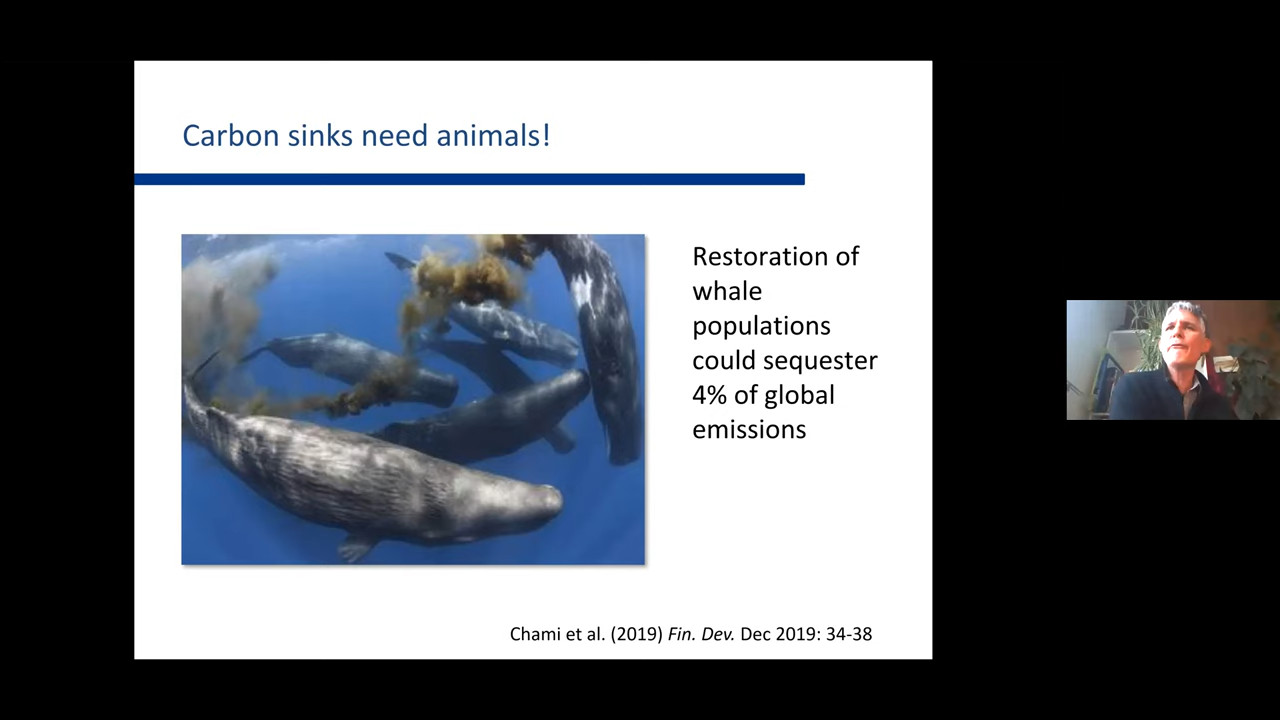 Carbon sinks need animals!
Restoration of
whale
populations
could sequester
4% of global
emissions
Chami et al. (2019) Fin. Dev. Dec 2019: 34-38